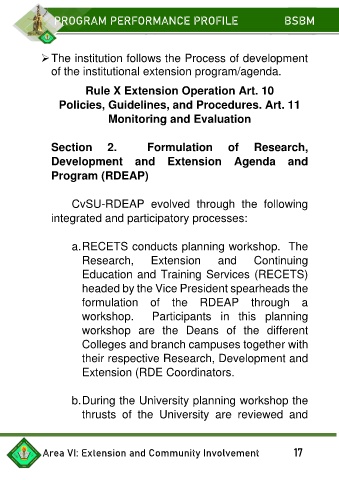 PROGRAM PERFORMANCE PROFILE BSBM
➢The institution follows the Process of development
of the institutional extension program/agenda.
Rule X Extension Operation Art. 10
Policies, Guidelines, and Procedures. Art. 11
Monitoring and Evaluation
Section 2. Formulation of Research,
Development and Extension Agenda and
Program (RDEAP)
CvSU-RDEAP evolved through the following
integrated and participatory processes:
a.RECETS conducts planning workshop. The
Research, Extension and Continuing
Education and Training Services (RECETS)
headed by the Vice President spearheads the
formulation of the RDEAP through a
workshop. Participants in this planning
workshop are the Deans of the different
Colleges and branch campuses together with
their respective Research, Development and
Extension (RDE Coordinators.
b.During the University planning workshop the
thrusts of the University are reviewed and
Area VI: Extension and Community Involvement 17